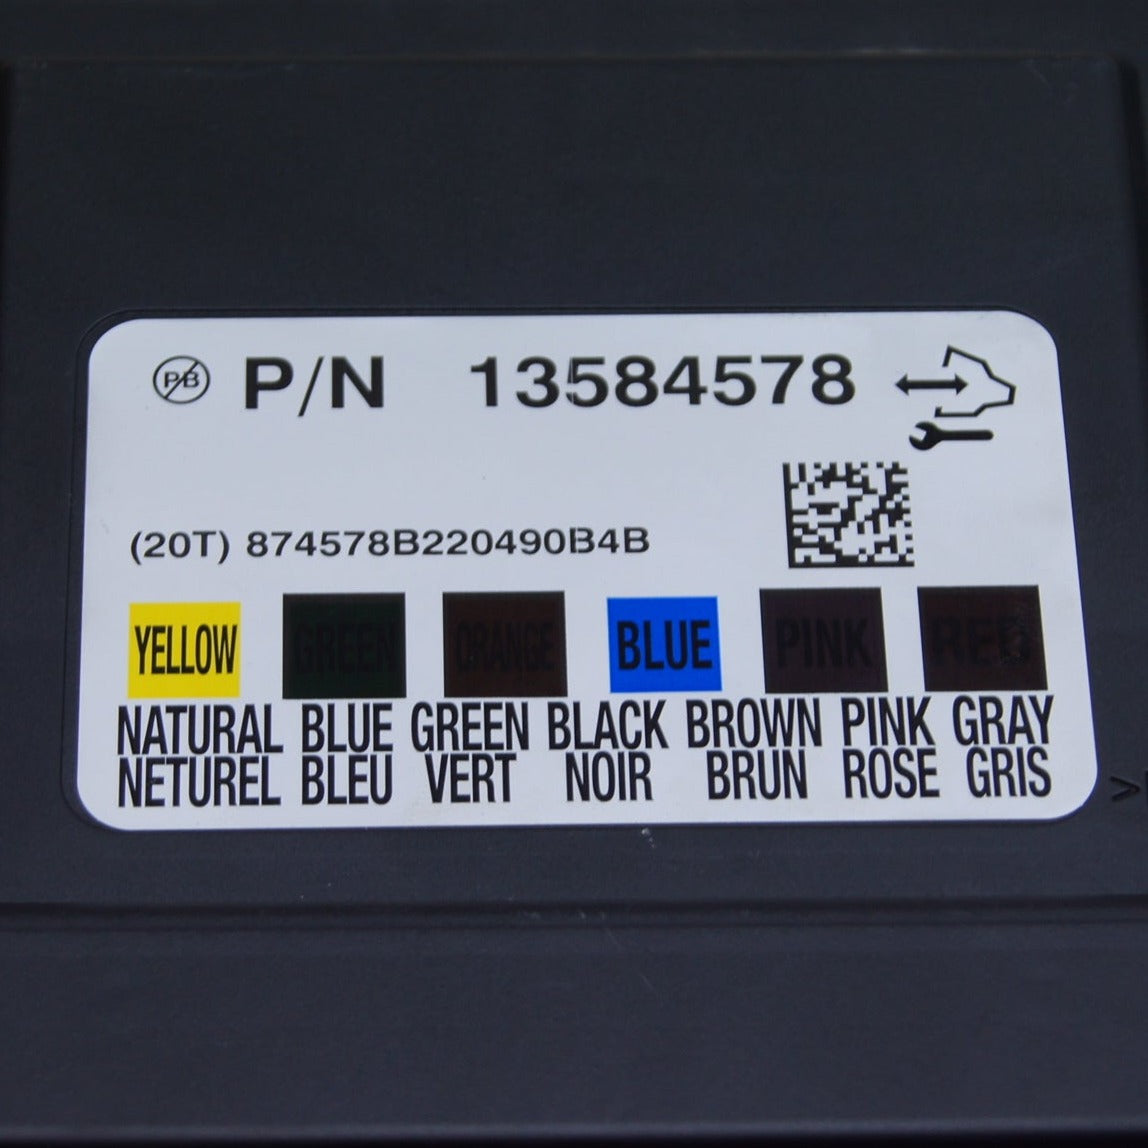 PB P/N 13584578
(20T) 874578B220490B4B
YELLOW GREEN ORANGE BLUE PINK RED
NATURAL BLUE GREEN BLACK BROWN PINK GRAY
NETUREL BLEU VERT NOIR BRUN ROSE GRIS
>